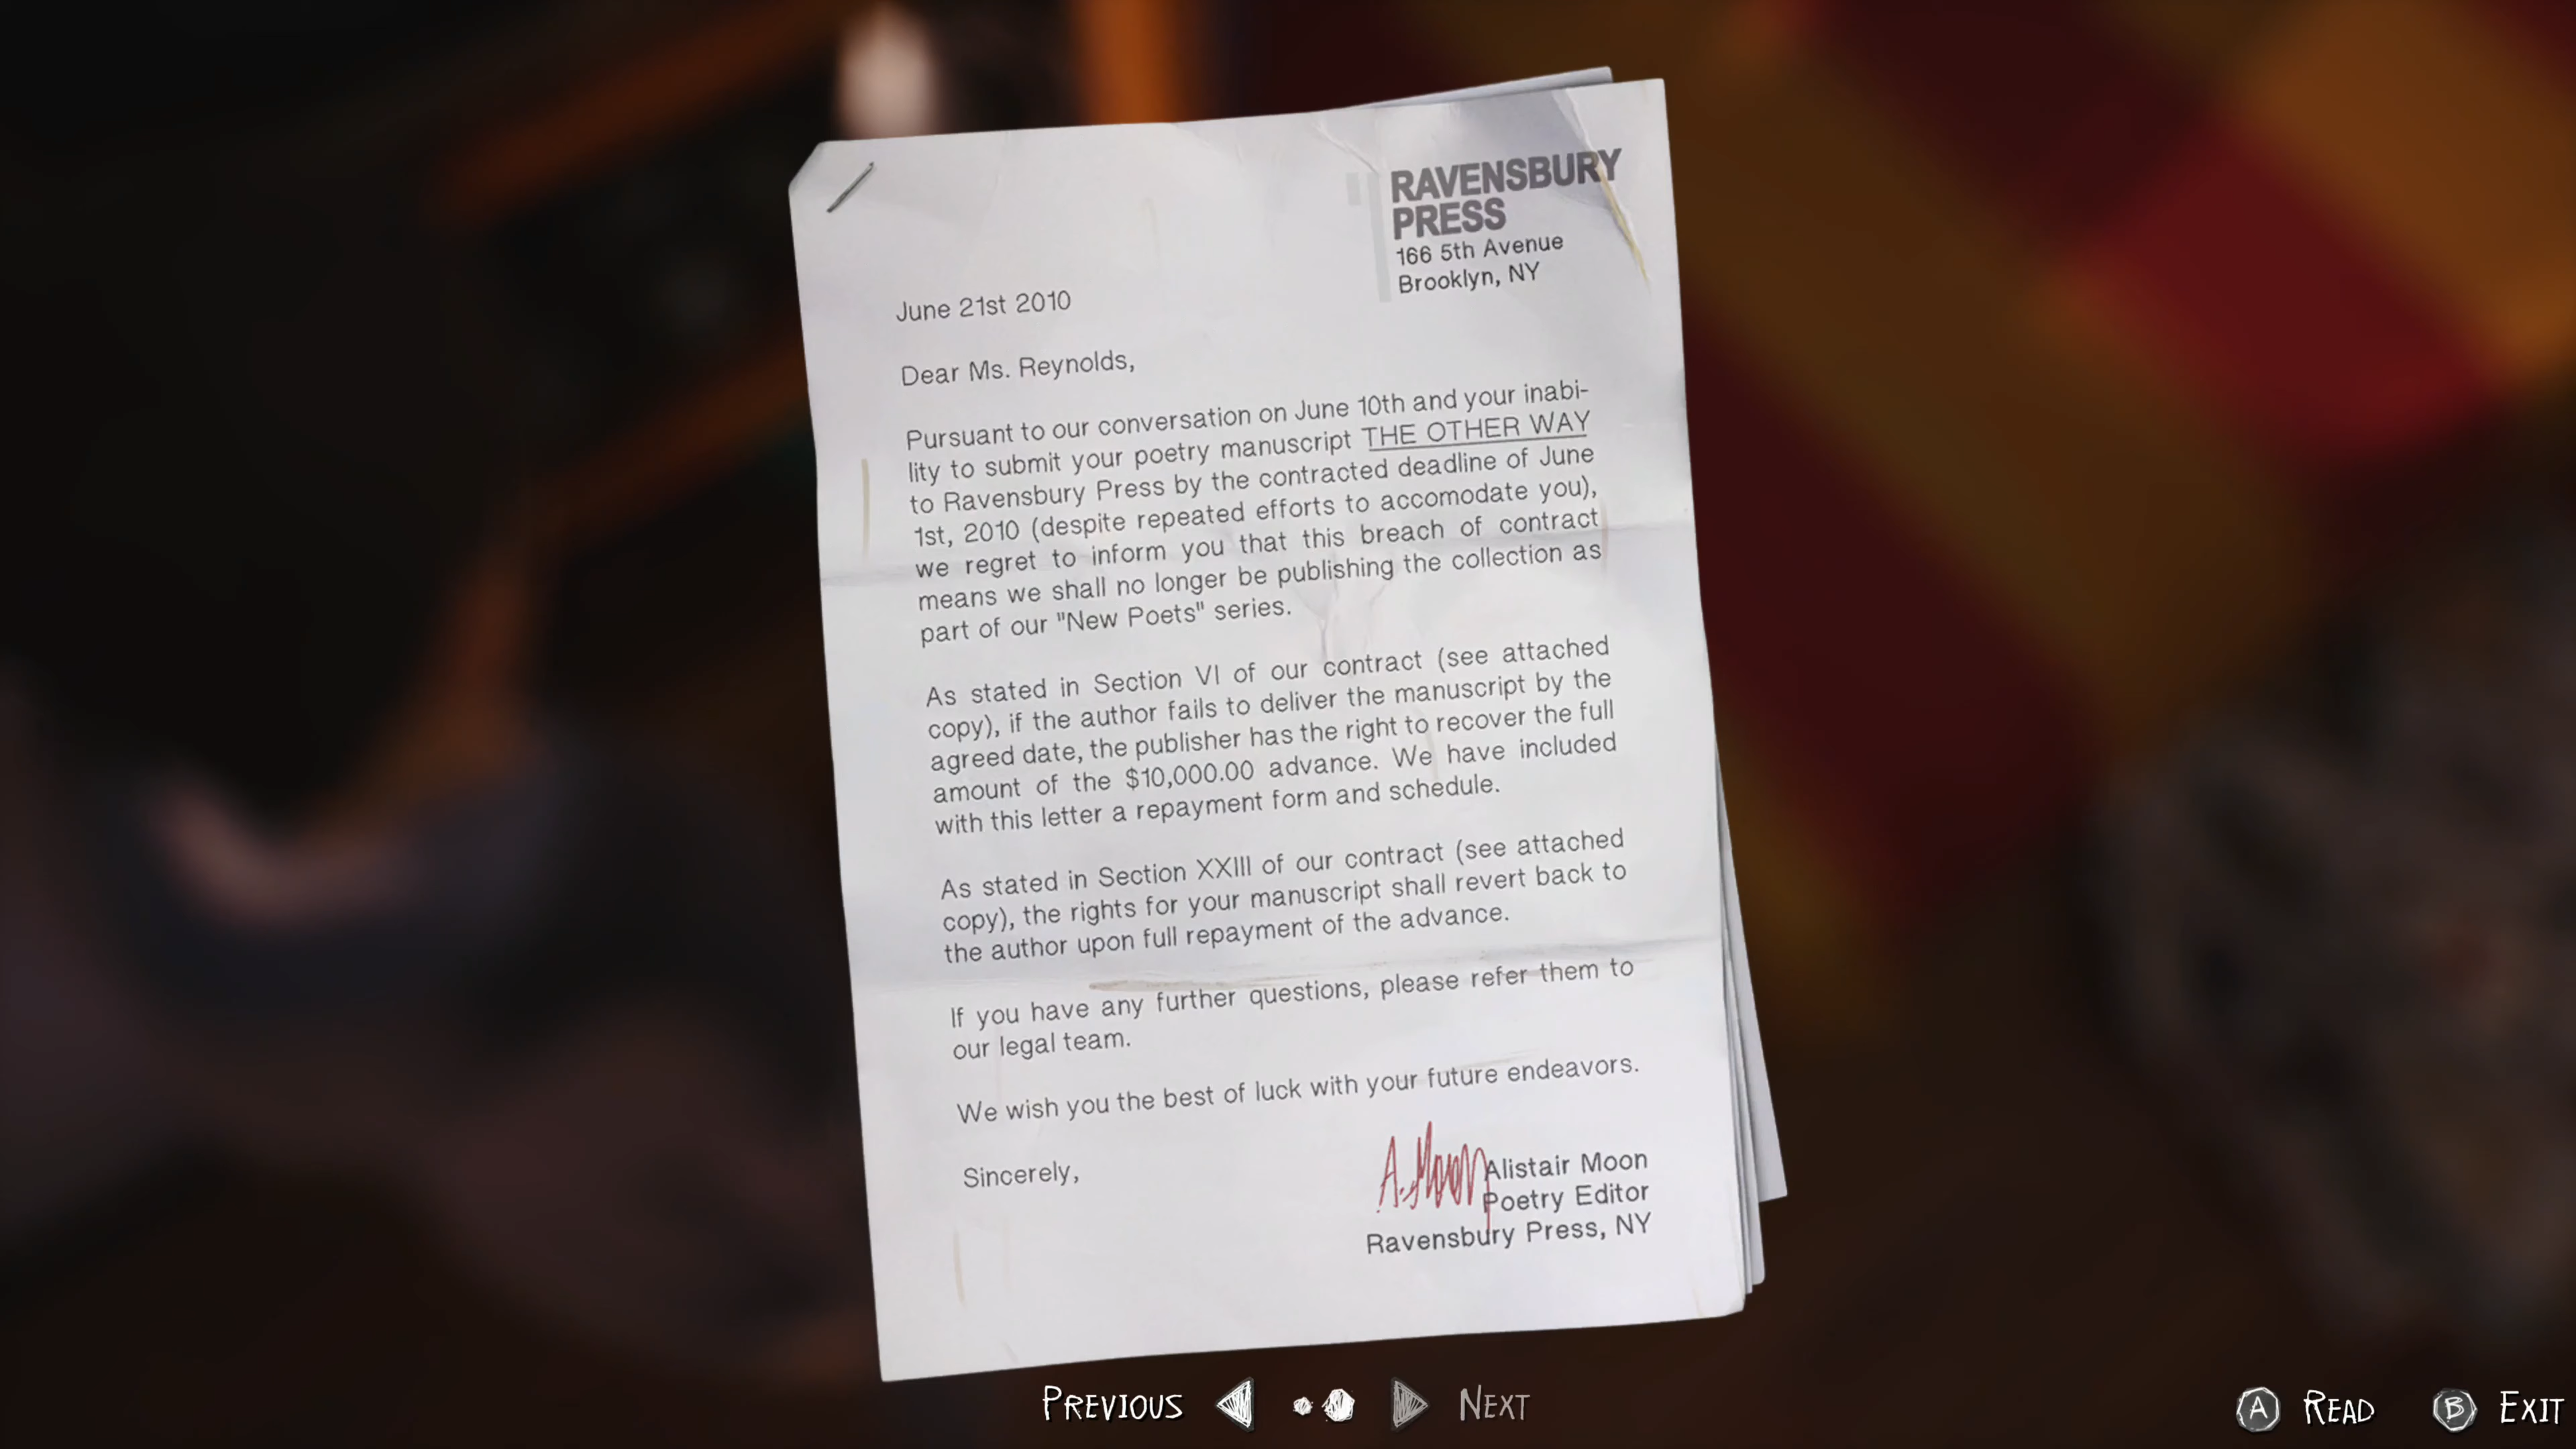 RAVENSBURY
PRESS
166 5th Avenue
Brooklyn, NY
June 21st 2010
Dear Ms. Reynolds,
Pursuant to our conversation on June 10th and your inabi-
lity to submit your poetry manuscript THE OTHER WAY
to Ravensbury Press by the contracted deadline of June
1st, 2010 (despite repeated efforts to accomodate you),
we regret to inform you that this breach of contract
means we shall no longer be publishing the collection as
part of our "New Poets" series.
As stated in Section VI of our contract (see attached
copy), if the author fails to deliver the manuscript by the
agreed date, the publisher has the right to recover the full
amount of the $10,000.00 advance. We have included
with this letter a repayment form and schedule.
As stated in Section XXIII of our contract (see attached
copy), the rights for your manuscript shall revert back to
the author upon full repayment of the advance.
If you have any further questions, please refer them to
our legal team.
We wish you the best of luck with your future endeavors.
Sincerely,
A. Moon
Alistair Moon
Poetry Editor
Ravensbury Press, NY
PREVIOUS NEXT
A READ B EXIT